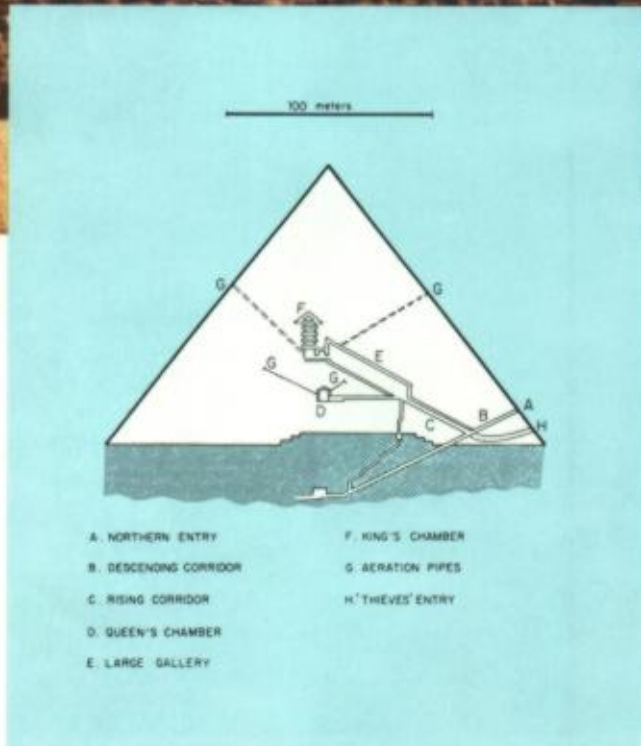 100 meters
G
G
F
E
G
G
D
C
B
A
H
A. NORTHERN ENTRY
B. DESCENDING CORRIDOR
C. RISING CORRIDOR
D. QUEEN'S CHAMBER
E. LARGE GALLERY
F. KING'S CHAMBER
G. AERATION PIPES
H.'THIEVES' ENTRY